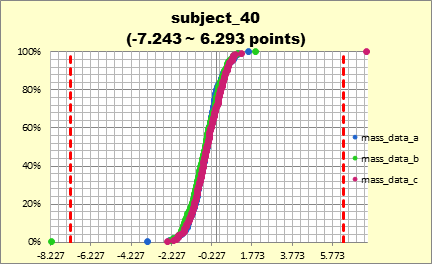 subject_40
(-7.243 ~ 6.293 points)
100%
80%
60%
40%
20%
0%
mass_data_a
mass_data_b
mass_data_c
-8.227 -6.227 -4.227 -2.227 -0.227 1.773 3.773 5.773